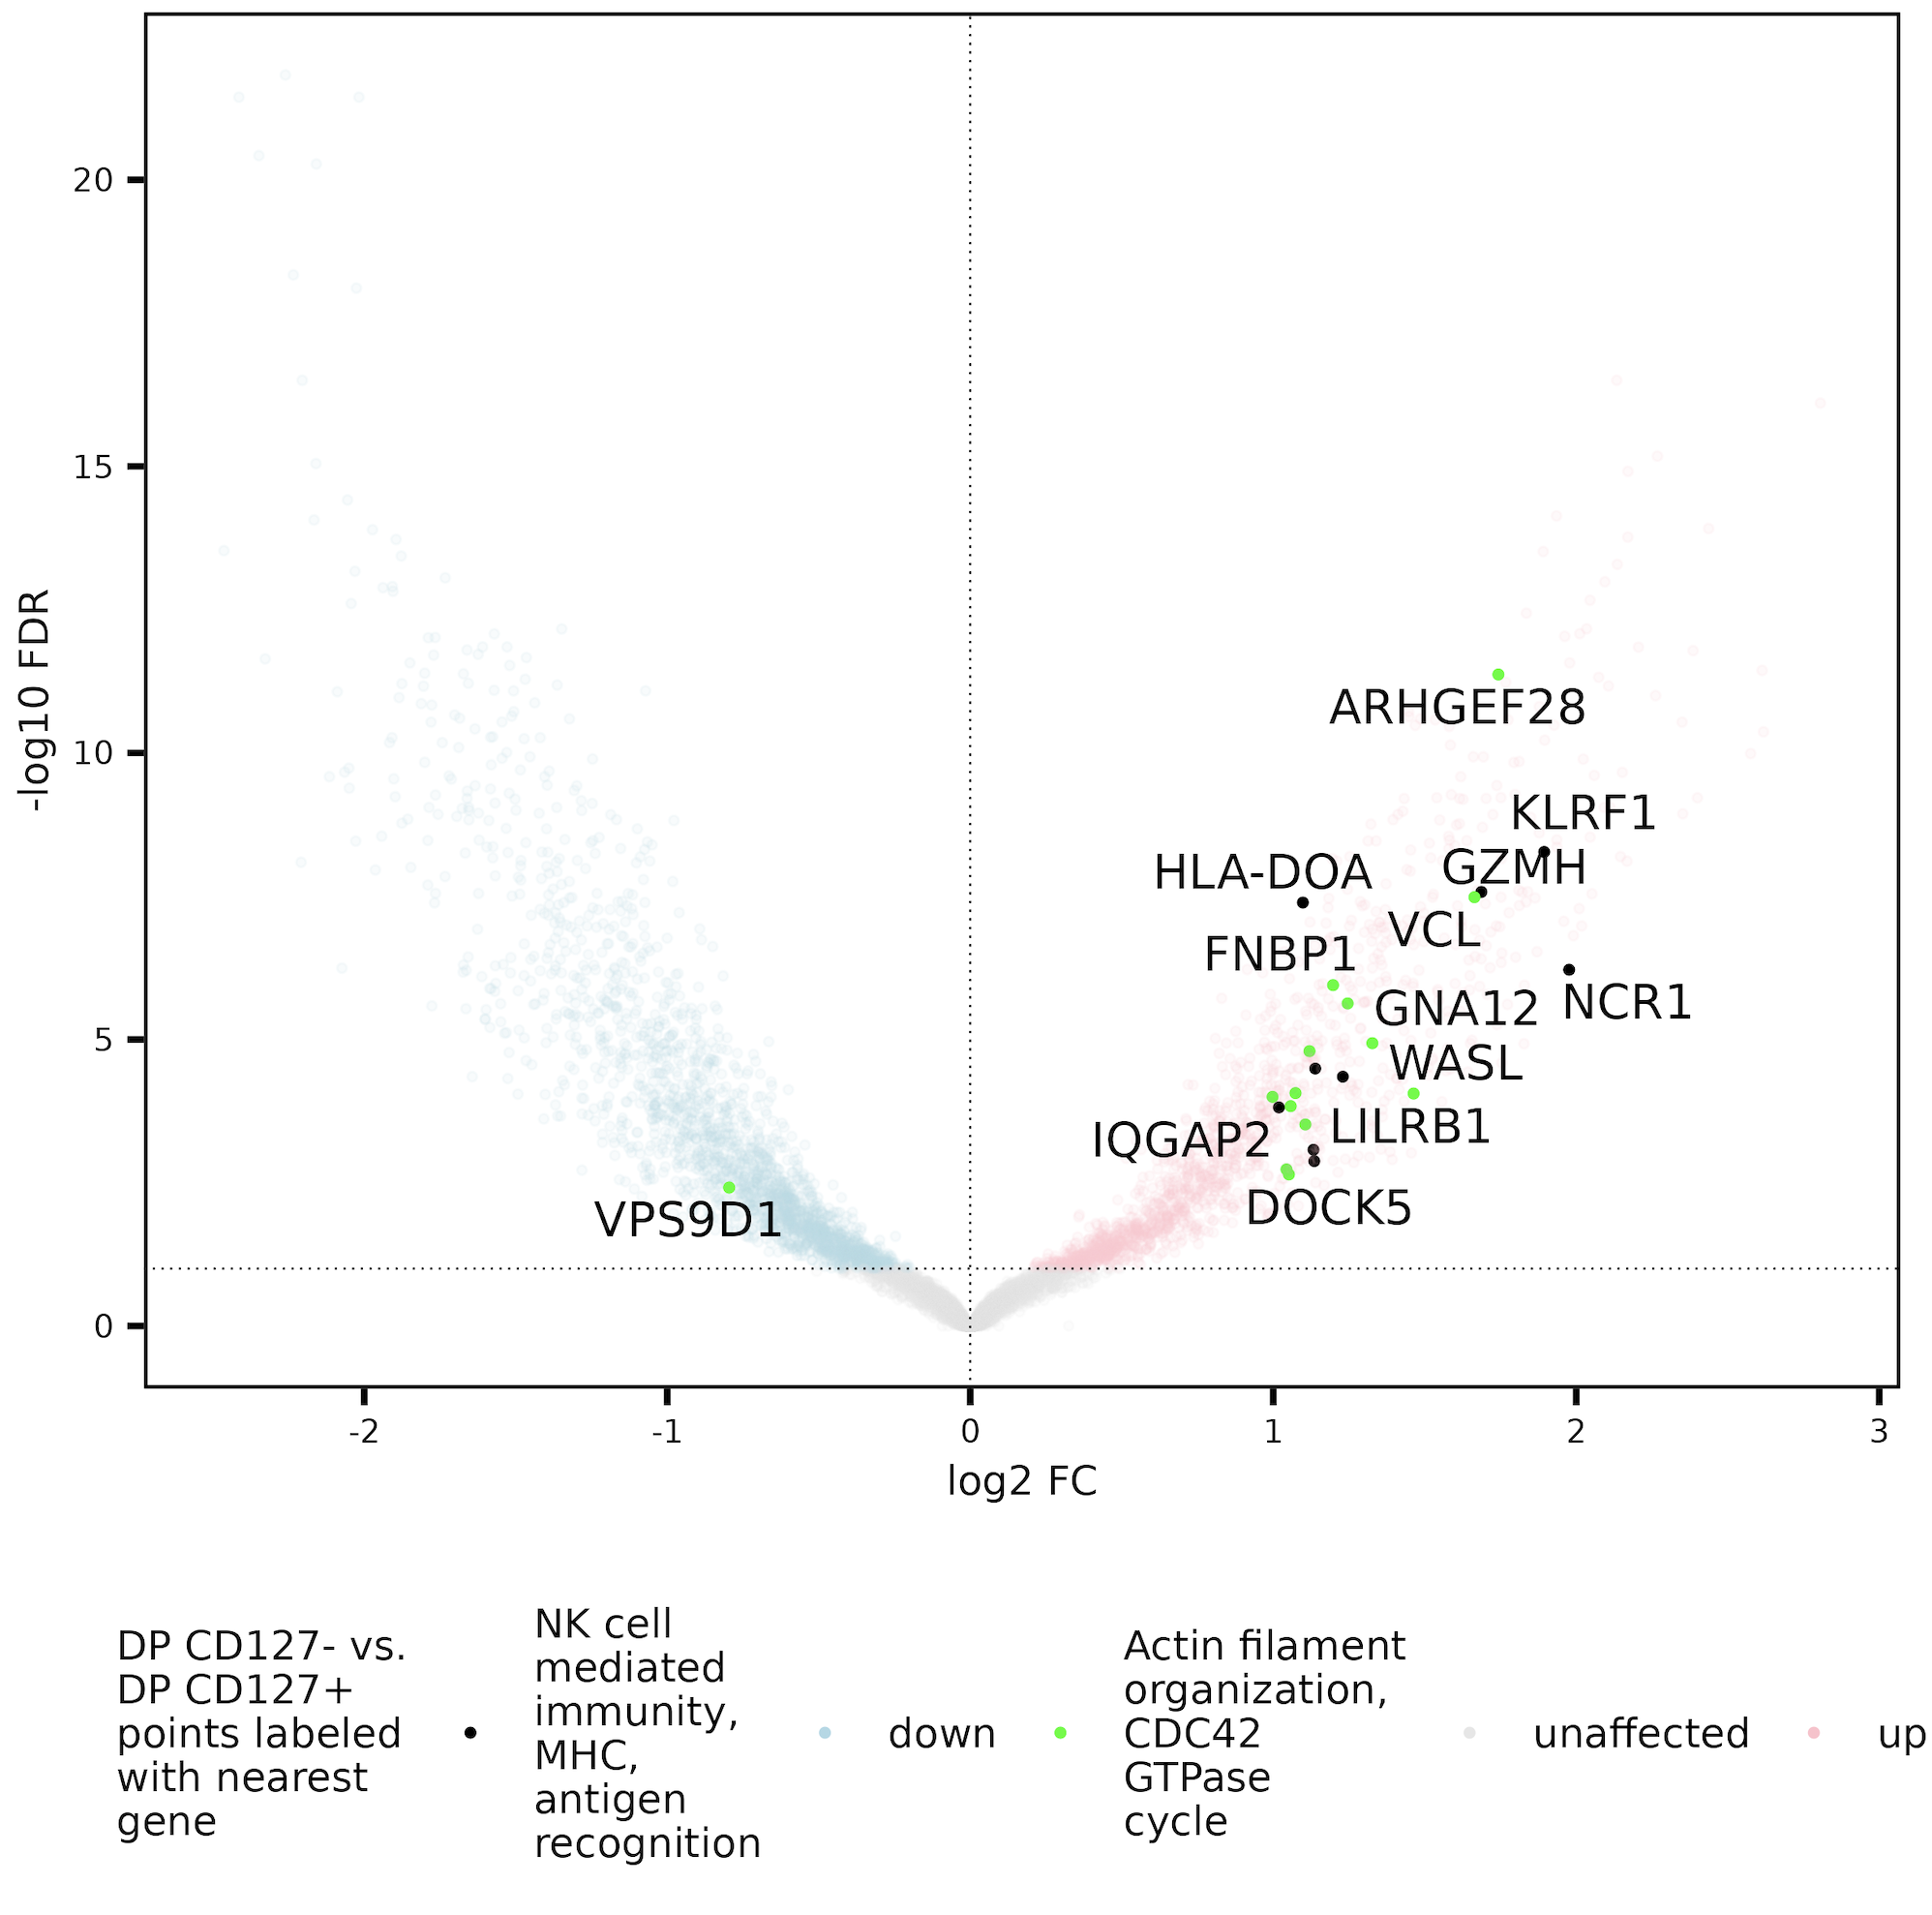 20
15
10
5
0
-log10 FDR
ARHGEF28
KLRF1
HLA-DOA
GZMH
VCL
FNBP1
GNA12
NCR1
WASL
LILRB1
IQGAP2
DOCK5
VPS9D1
-2
-1
0
1
2
3
log2 FC
DP CD127- vs.
DP CD127+
points labeled
with nearest
gene
NK cell
mediated
immunity,
MHC,
antigen
recognition
down
Actin filament
organization,
CDC42
GTPase
cycle
unaffected
up